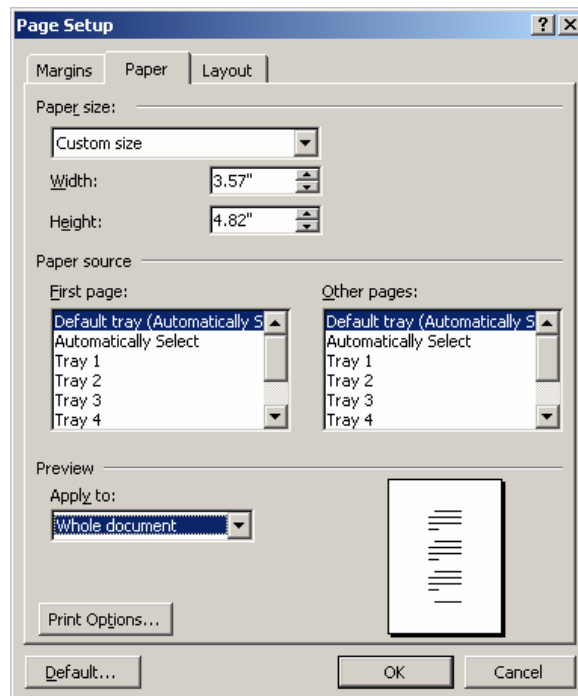 Page Setup
Margins Paper Layout
Paper size:
Custom size
Width: 3.57"
Height: 4.82"
Paper source
First page: Other pages:
Default tray (Automatically S Default tray (Automatically S
Automatically Select Automatically Select
Tray 1 Tray 1
Tray 2 Tray 2
Tray 3 Tray 3
Tray 4 Tray 4
Preview
Apply to:
Whole document
Print Options...
Default... OK Cancel